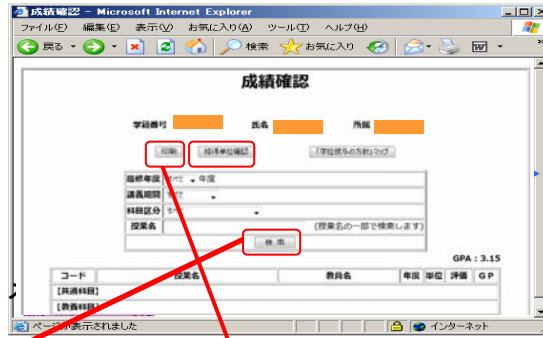 成績確認 - Microsoft Internet Explorer
ファイル(F) 編集(E) 表示(V) お気に入り(A) ツール(T) ヘルプ(H)
戻る 検索 お気に入り
成績確認
学籍番号 氏名 所属
印刷 修得単位確認 「学位授与の方針」マップ
履修年度 すべて 年度
講義期間 すべて
科目区分 すべて
授業名 (授業名の一部で検索します)
検索
GPA : 3.15
コード 授業名 教員名 年度 単位 評価 GP
【共通科目】
【教養科目】
ページが表示されました インターネット